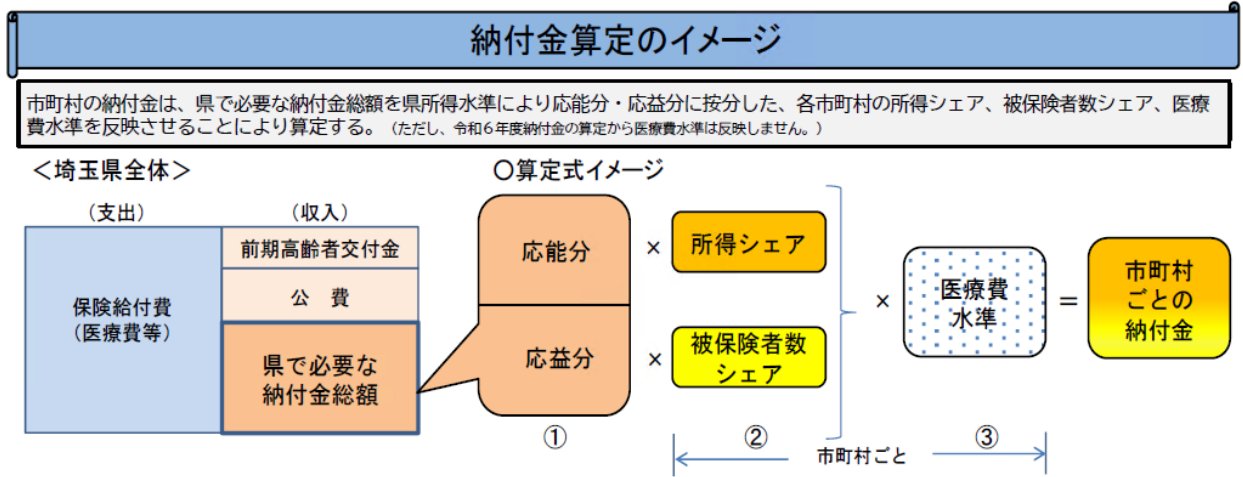 納付金算定のイメージ
市町村の納付金は、県で必要な納付金総額を県所得水準により応能分・応益分に按分した、各市町村の所得シェア、被保険者数シェア、医療
費水準を反映させることにより算定する。（ただし、令和６年度納付金の算定から医療費水準は反映しません。）
＜埼玉県全体＞
（支出）
（収入）
保険給付費
（医療費等）
前期高齢者交付金
公　費
県で必要な
納付金総額
〇算定式イメージ
応能分
×
所得シェア
応益分
×
被保険者数
シェア
×
医療費
水準
＝
市町村
ごとの
納付金
①
②
③
市町村ごと